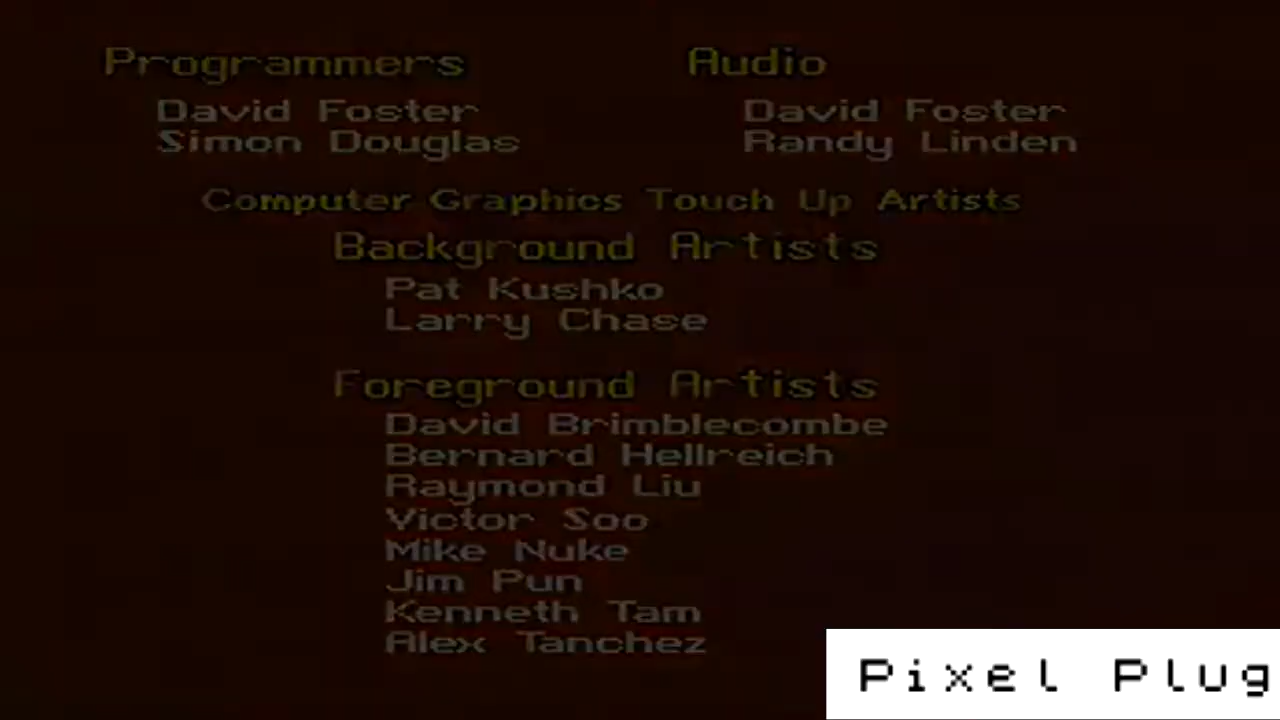 Programmers
David Foster
Simon Douglas
Audio
David Foster
Randy Linden
Computer Graphics Touch Up Artists
Background Artists
Pat Kushko
Larry Chase
Foreground Artists
David Brimblecombe
Bernard Hellreich
Raymond Liu
Victor Soo
Mike Nuke
Jim Pun
Kenneth Tam
Alex Tanchez
Pixel Plug